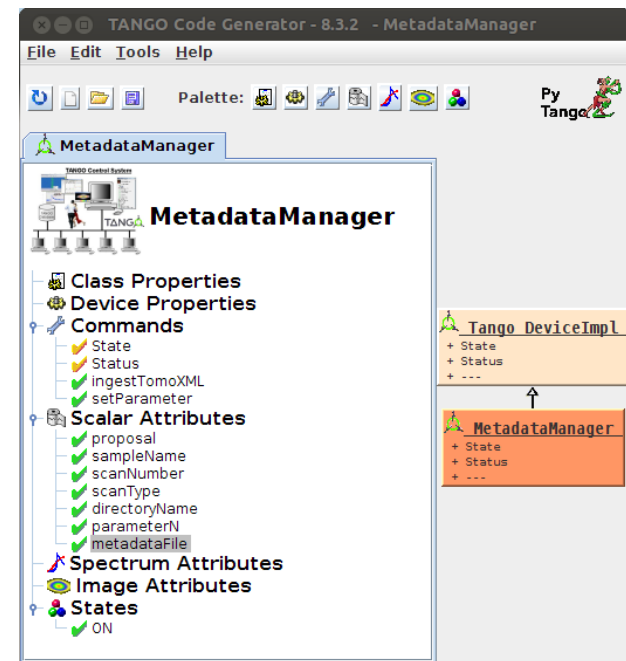 TANGO Code Generator - 8.3.2 - MetadataManager
File Edit Tools Help
Palette:
Py
Tango
MetadataManager
TANGO Control System
TANGO
MetadataManager
Class Properties
Device Properties
Commands
State
Status
ingestTomoXML
setParameter
Scalar Attributes
proposal
sampleName
scanNumber
scanType
directoryName
parameterN
metadataFile
Spectrum Attributes
Image Attributes
States
ON
Tango DeviceImpl
+ State
+ Status
+ ---
MetadataManager
+ State
+ Status
+ ---